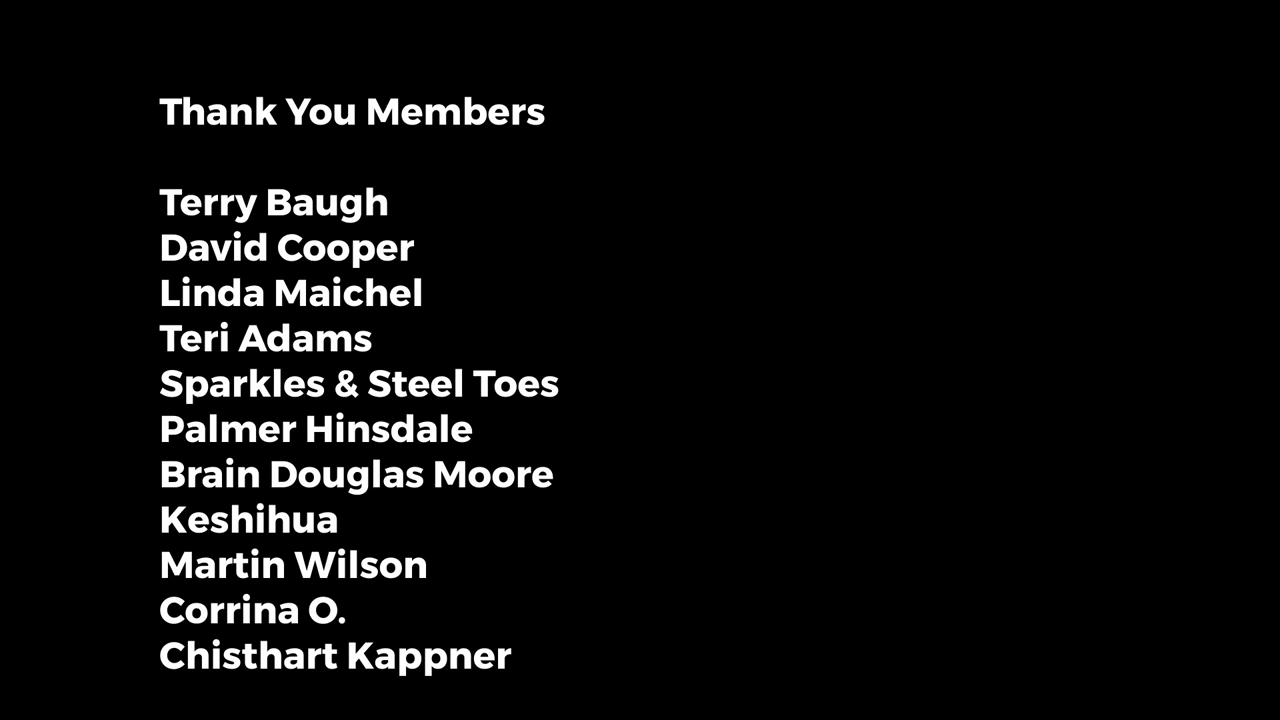 Thank You Members
Terry Baugh
David Cooper
Linda Maichel
Teri Adams
Sparkles & Steel Toes
Palmer Hinsdale
Brain Douglas Moore
Keshihua
Martin Wilson
Corrina O.
Chisthart Kappner